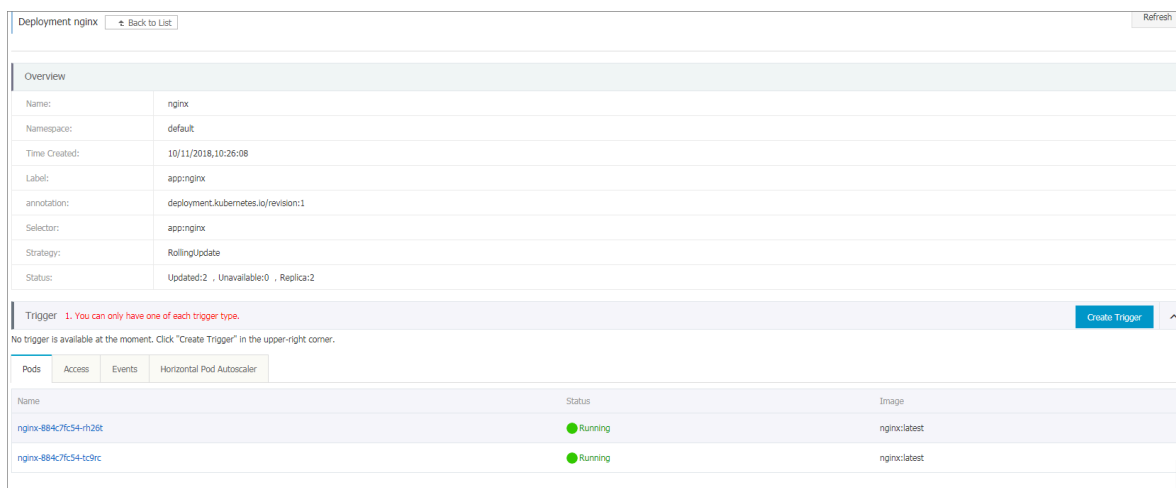 Deployment nginx Back to List Refresh
Overview
Name: nginx
Namespace: default
Time Created: 10/11/2018,10:26:08
Label: app:nginx
annotation: deployment.kubernetes.io/revision:1
Selector: app:nginx
Strategy: RollingUpdate
Status: Updated:2 , Unavailable:0 , Replica:2
Trigger 1. You can only have one of each trigger type. Create Trigger
No trigger is available at the moment. Click "Create Trigger" in the upper-right corner.
Pods Access Events Horizontal Pod Autoscaler
Name Status Image
nginx-884c7fc54-rh26t Running nginx:latest
nginx-884c7fc54-tc9rc Running nginx:latest